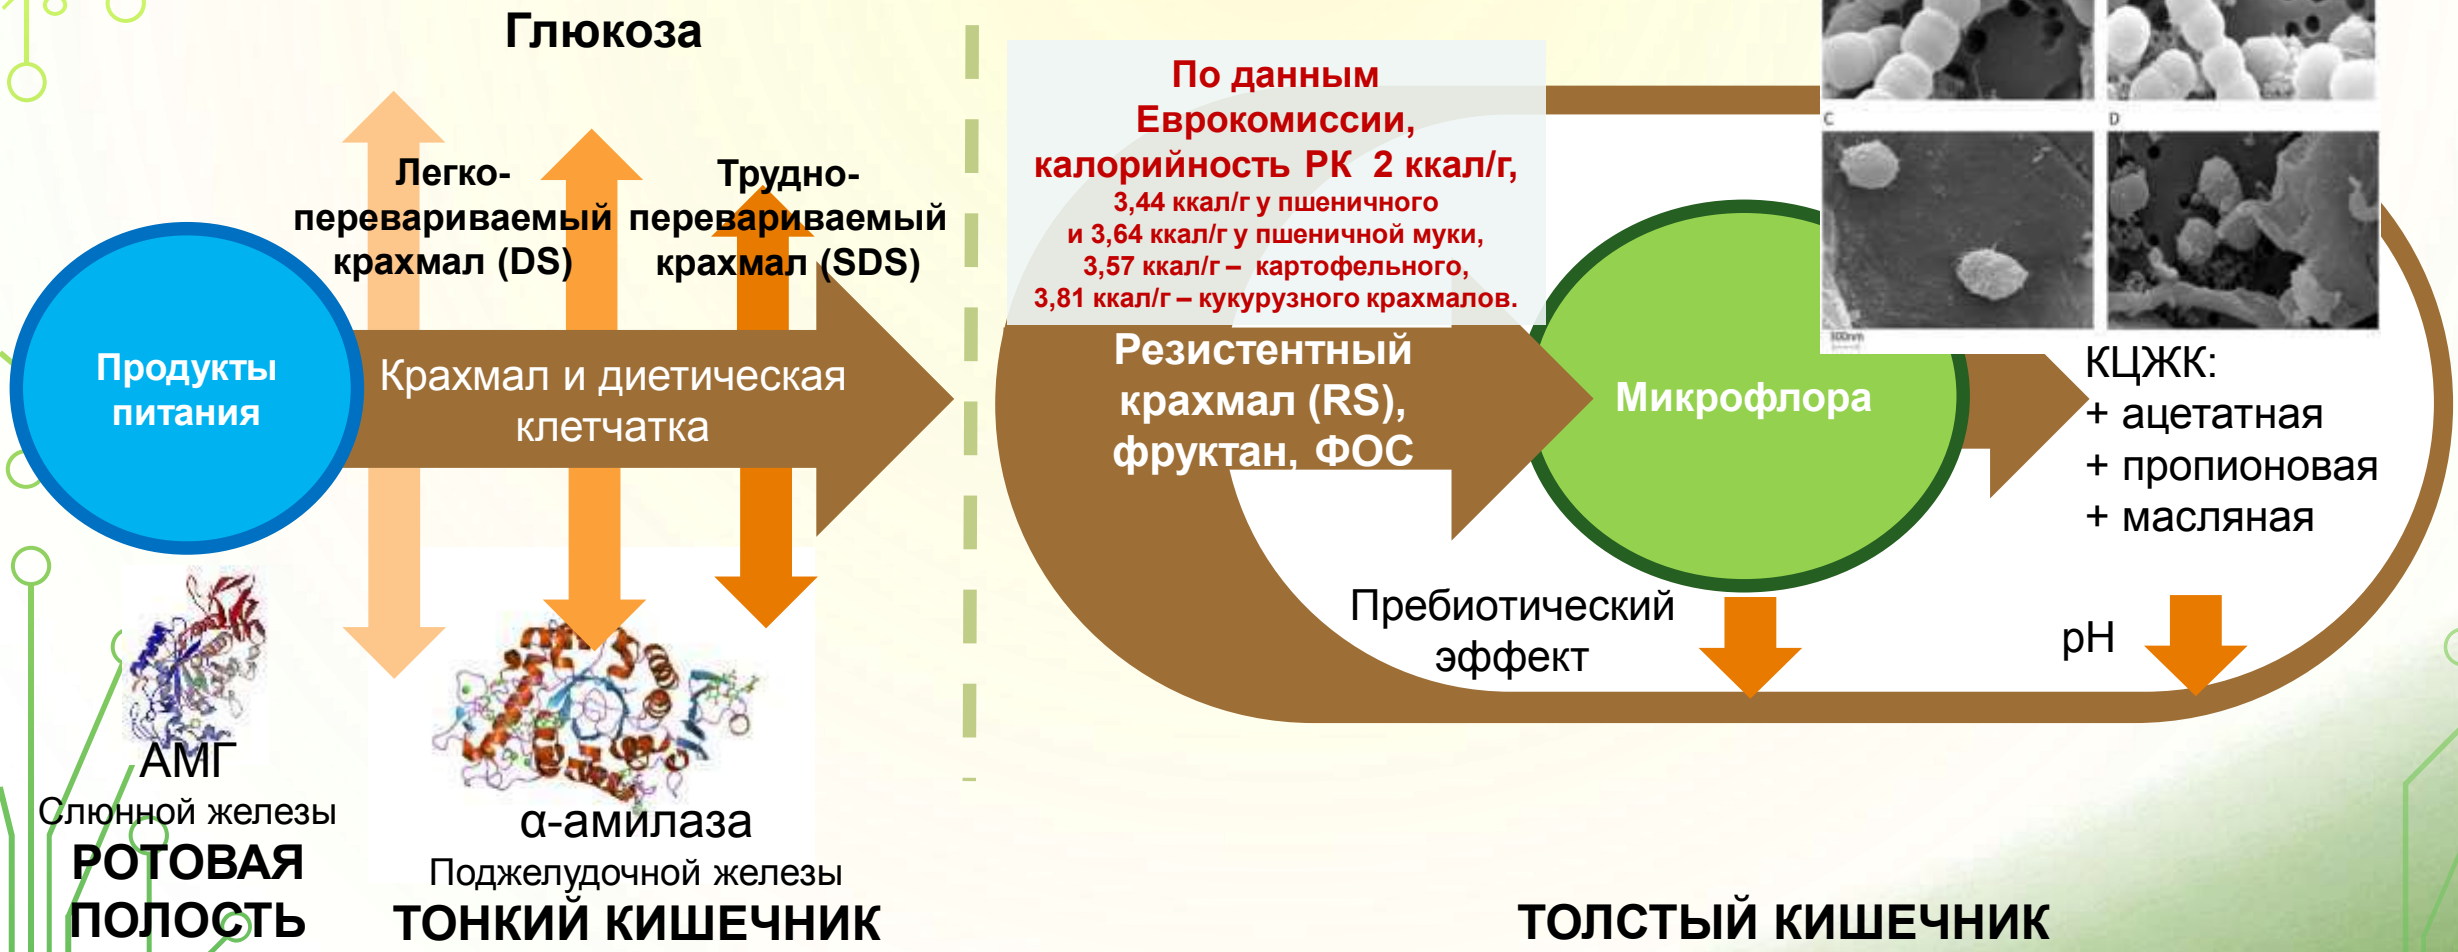 Глюкоза
Легко-
перевариваемый
крахмал (DS)
Трудно-
перевариваемый
крахмал (SDS)
Продукты
питания
Крахмал и диетическая
клетчатка
АМГ
Слюнной железы
РОТОВАЯ
ПОЛОСТЬ
α-амилаза
Поджелудочной железы
ТОНКИЙ КИШЕЧНИК
По данным
Еврокомиссии,
калорийность РК 2 ккал/г,
3,44 ккал/г у пшеничного
и 3,64 ккал/г у пшеничной муки,
3,57 ккал/г – картофельного,
3,81 ккал/г – кукурузного крахмалов.
Резистентный
крахмал (RS),
фруктан, ФОС
Микрофлора
C
D
500nm
КЦЖК:
+ ацетатная
+ пропионовая
+ масляная
Пребиотический
эффект
pH
ТОЛСТЫЙ КИШЕЧНИК